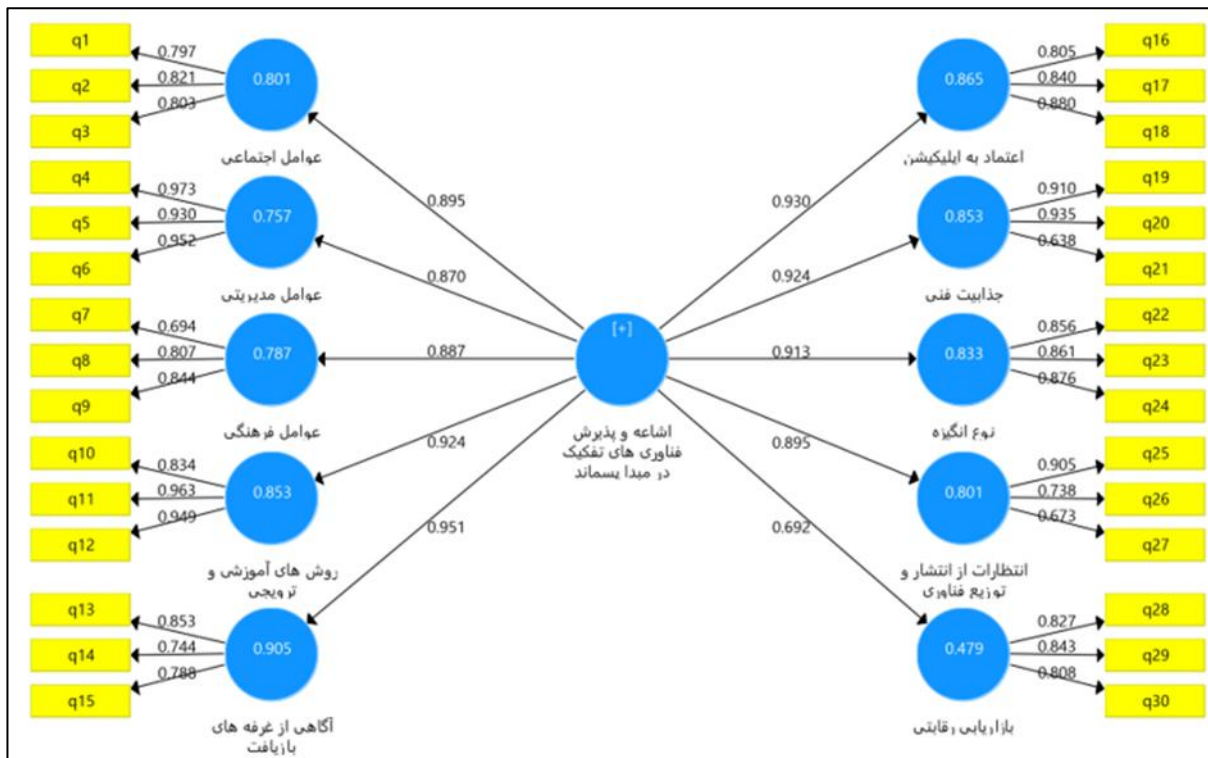 q1
0.797
q2
0.821
q3
0.803
0.801
عوامل اجتماعی
q4
0.973
q5
0.930
q6
0.952
0.757
عوامل مدیریتی
q7
0.694
q8
0.807
q9
0.844
0.787
عوامل فرهنگی
q10
0.834
q11
0.963
q12
0.949
0.853
روش های آموزشی و
ترویجی
q13
0.853
q14
0.744
q15
0.788
0.905
آگاهی از غرفه های
بازیافت
0.895
0.870
0.887
0.924
0.951
[+]
اشاعه و پذیرش
فناوری های تفکیک
در مبدا پسماند
0.930
0.924
0.913
0.895
0.692
0.865
اعتماد به اپلیکیشن
0.805
q16
0.840
q17
0.880
q18
0.853
جذابیت فنی
0.910
q19
0.935
q20
0.638
q21
0.833
نوع انگیزه
0.856
q22
0.861
q23
0.876
q24
0.801
انتظارات از انتشار و
توزیع فناوری
0.905
q25
0.738
q26
0.673
q27
0.479
بازاریابی رقابتی
0.827
q28
0.843
q29
0.808
q30